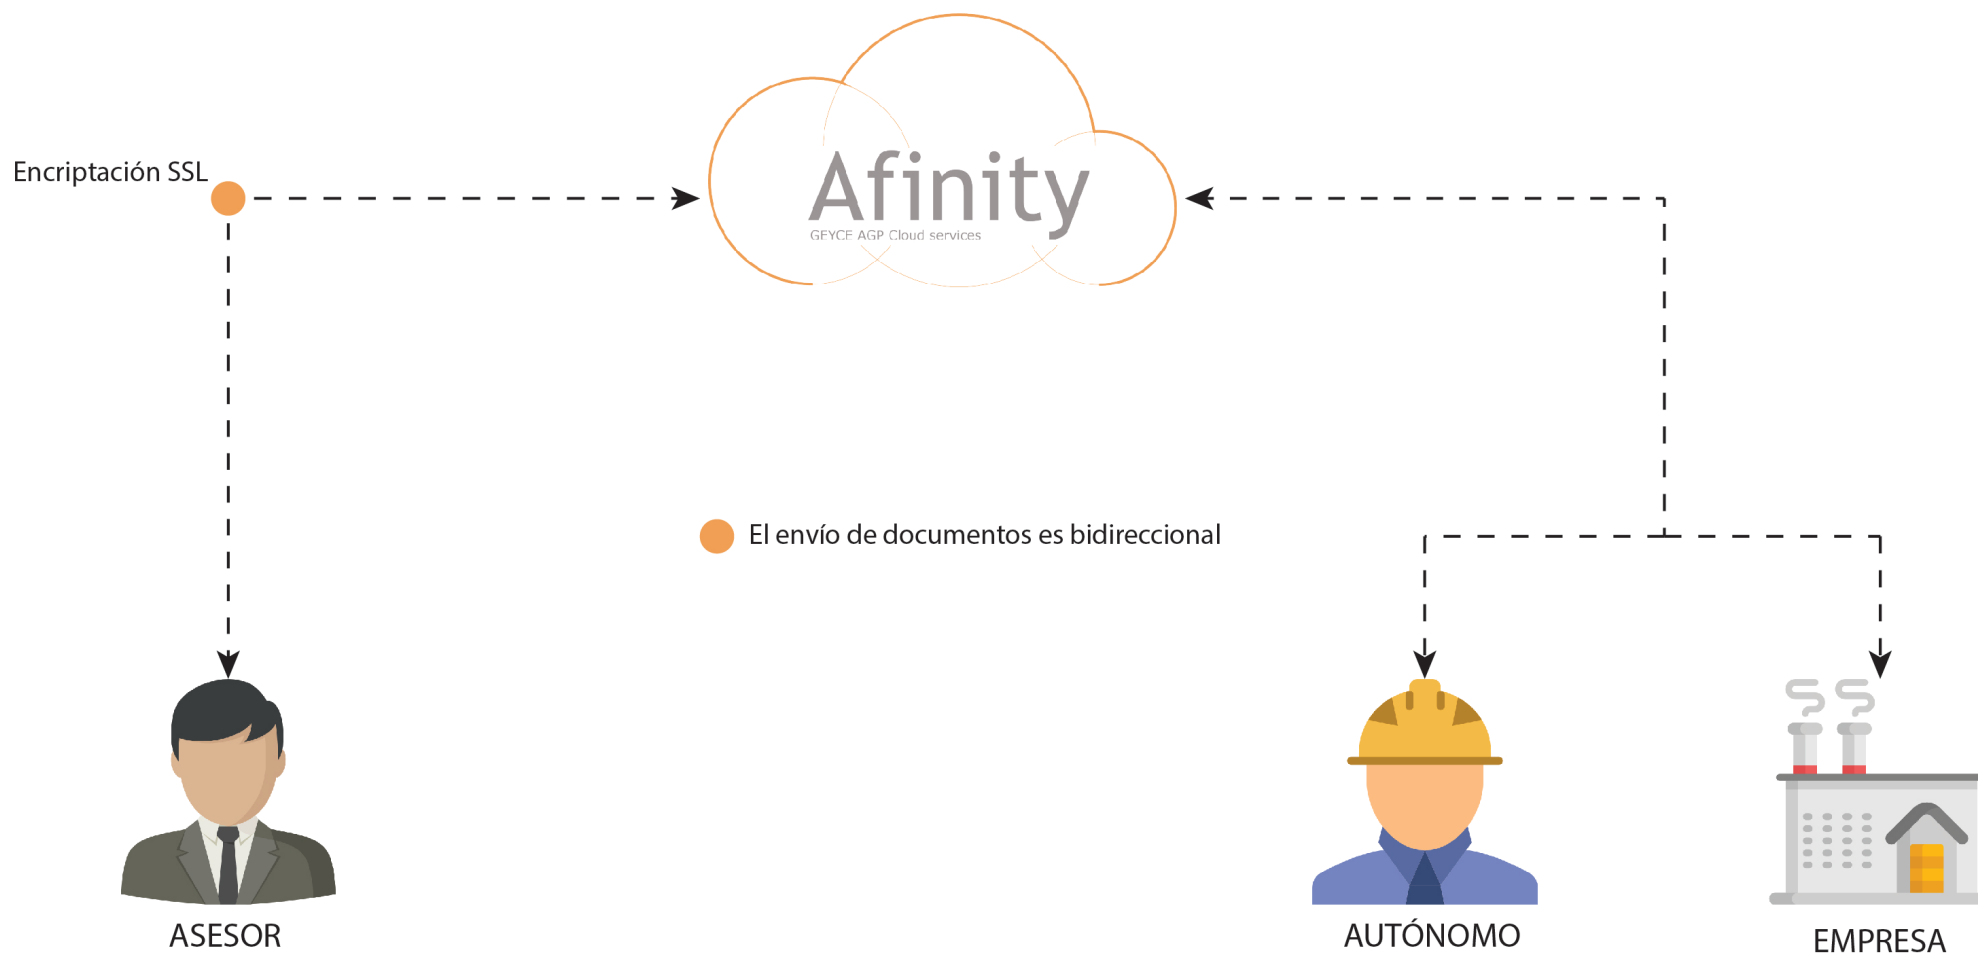 Encriptación SSL
Afinity
GEYCE AGP Cloud services
El envío de documentos es bidireccional
ASESOR
AUTÓNOMO
EMPRESA